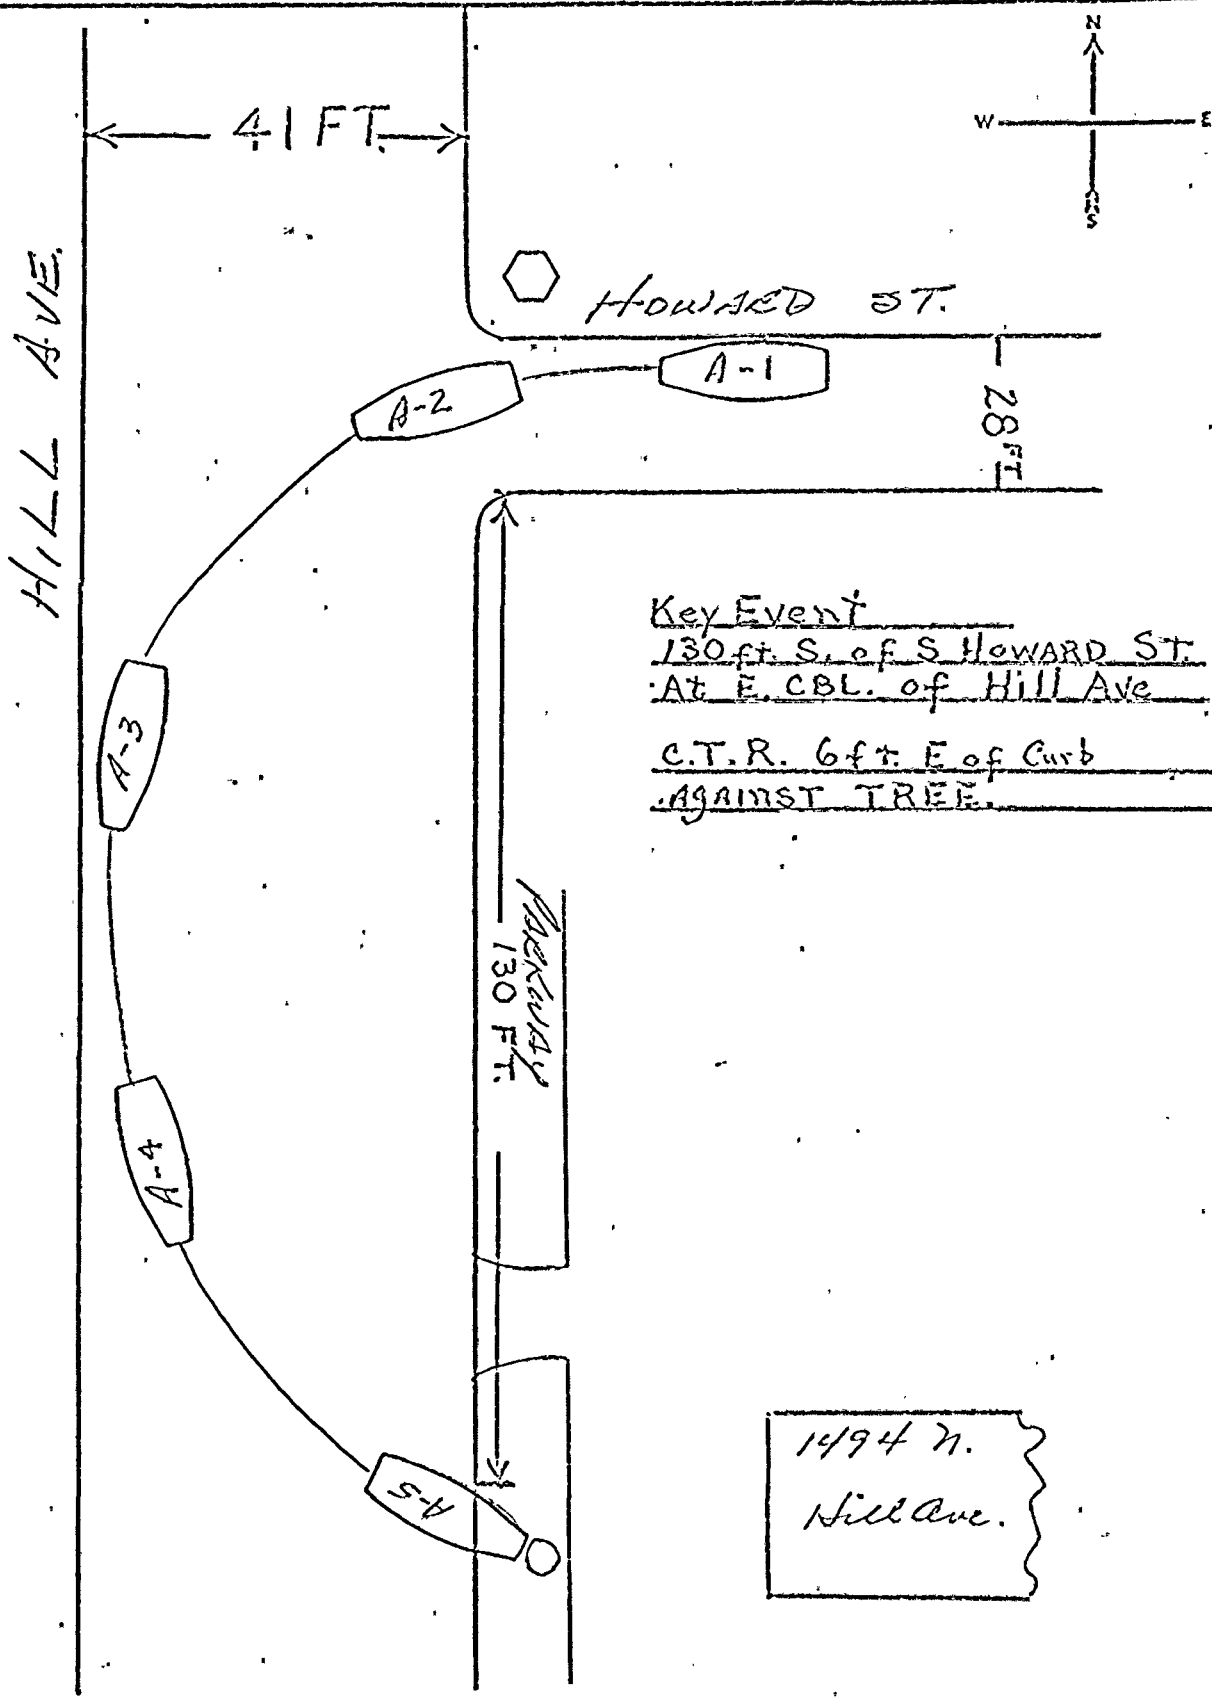 N
W E
S
41 FT.
HILL AVE.
HOWARD ST.
A-1
A-2
28 FT
Key Event
130 ft. S. of S HOWARD ST.
At E. CBL. of Hill Ave
C.T.R. 6 ft. E of Curb
AGAINST TREE.
A-3
PARKWAY
130 FT.
A-4
A-5
1494 N.
Hill Ave.